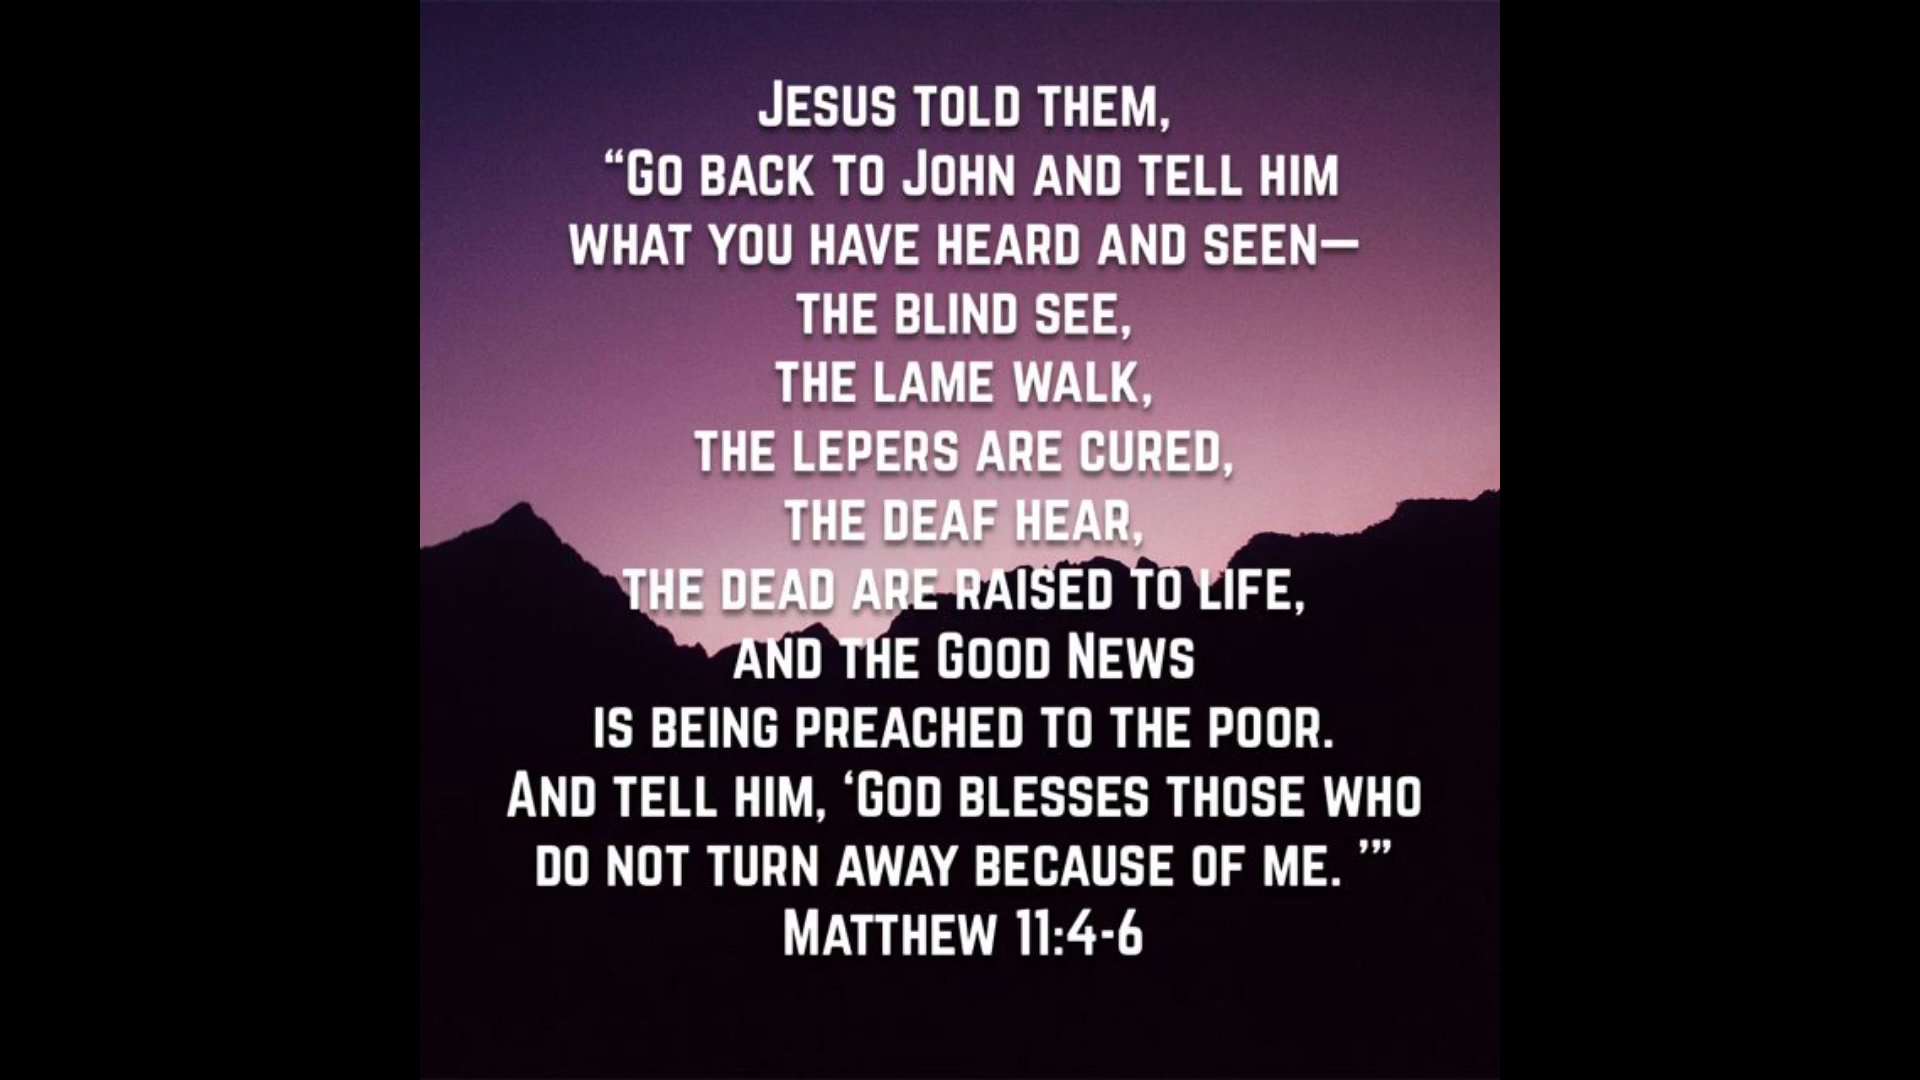 Jesus told them,
“Go back to John and tell him
what you have heard and seen—
the blind see,
the lame walk,
the lepers are cured,
the deaf hear,
the dead are raised to life,
and the Good News
is being preached to the poor.
And tell him, ‘God blesses those who
do not turn away because of me. ’”
Matthew 11:4-6